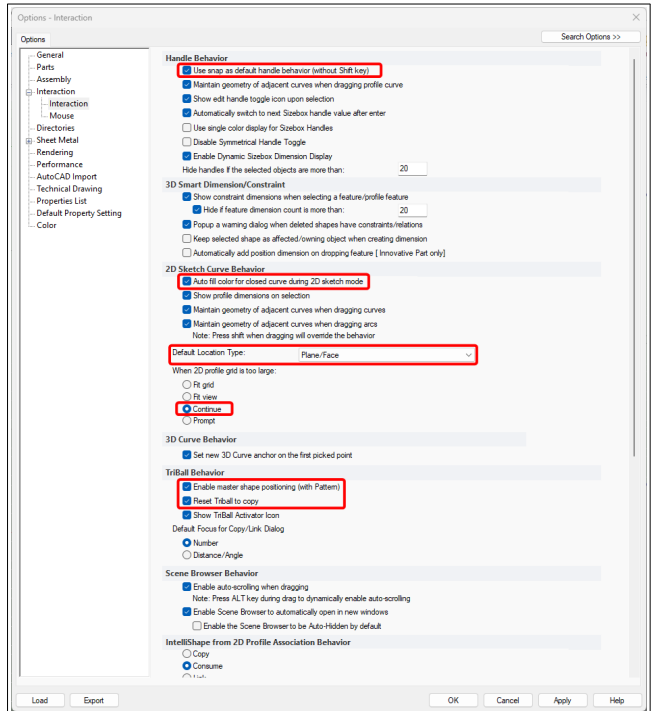 Options - Interaction
Options
Search Options >>
General
Parts
Assembly
Interaction
Interaction
Mouse
Directories
Sheet Metal
Rendering
Performance
AutoCAD Import
Technical Drawing
Properties List
Default Property Setting
Color
Handle Behavior
Use snap as default handle behavior (without Shift key)
Maintain geometry of adjacent curves when dragging profile curve
Show edit handle toggle icon upon selection
Automatically switch to next Sizebox handle value after enter
Use single color display for Sizebox Handles
Disable Symmetrical Handle Toggle
Enable Dynamic Sizebox Dimension Display
Hide handles if the selected objects are more than: 20
3D Smart Dimension/Constraint
Show constraint dimensions when selecting a feature/profile feature
Hide if feature dimension count is more than: 20
Popup a warning dialog when deleted shapes have constraints/relations
Keep selected shape as affected/owning object when creating dimension
Automatically add position dimension on dropping feature [ Innovative Part only]
2D Sketch Curve Behavior
Auto fill color for closed curve during 2D sketch mode
Show profile dimensions on selection
Maintain geometry of adjacent curves when dragging curves
Maintain geometry of adjacent curves when dragging arcs
Note: Press shift when dragging will override the behavior
Default Location Type: Plane/Face
When 2D profile grid is too large:
Fit grid
Fit view
Continue
Prompt
3D Curve Behavior
Set new 3D Curve anchor on the first picked point
TriBall Behavior
Enable master shape positioning (with Pattern)
Reset Triball to copy
Show TriBall Activator Icon
Default Focus for Copy/Link Dialog
Number
Distance/Angle
Scene Browser Behavior
Enable auto-scrolling when dragging
Note: Press ALT key during drag to dynamically enable auto-scrolling
Enable Scene Browser to automatically open in new windows
Enable the Scene Browser to be Auto-Hidden by default
IntelliShape from 2D Profile Association Behavior
Copy
Consume
Load
Export
OK
Cancel
Apply
Help